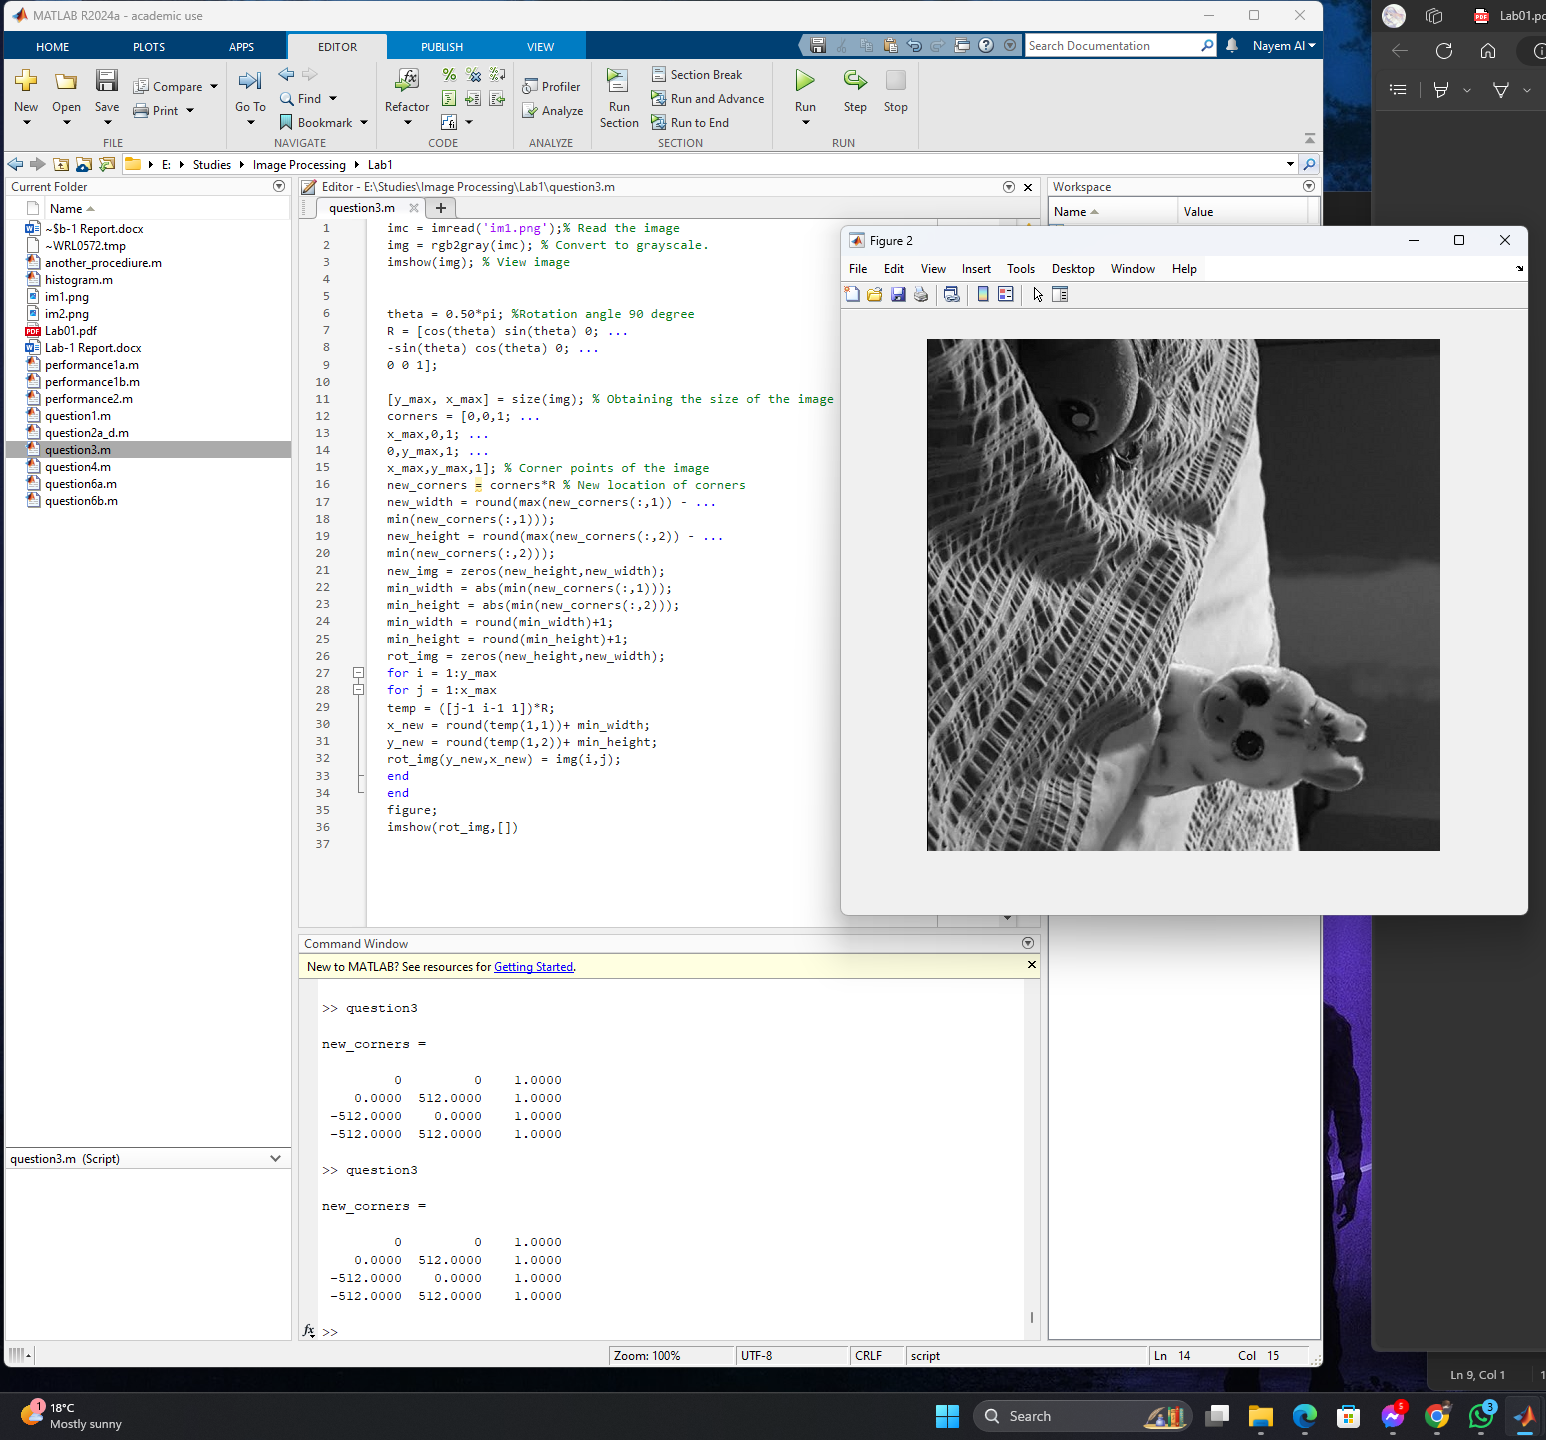 MATLAB R2024a - academic use
HOME PLOTS APPS EDITOR PUBLISH VIEW
Search Documentation
Nayem Al
New Open Save
Compare
Print
FILE
Go To
Find
Bookmark
NAVIGATE
Refactor
CODE
Profiler
Analyze
ANALYZE
Run Section
Section Break
Run and Advance
Run to End
SECTION
Run Step Stop
RUN
E: Studies Image Processing Lab1
Current Folder
Name
~$b-1 Report.docx
~WRL0572.tmp
another_procediure.m
histogram.m
im1.png
im2.png
Lab01.pdf
Lab-1 Report.docx
performance1a.m
performance1b.m
performance2.m
question1.m
question2a_d.m
question3.m
question4.m
question6a.m
question6b.m
question3.m (Script)
Editor - E:\Studies\Image Processing\Lab1\question3.m
question3.m
1 imc = imread('im1.png');% Read the image
2 img = rgb2gray(imc); % Convert to grayscale.
3 imshow(img); % View image
4
5
6 theta = 0.50*pi; %Rotation angle 90 degree
7 R = [cos(theta) sin(theta) 0; ...
8 -sin(theta) cos(theta) 0; ...
9 0 0 1];
10
11 [y_max, x_max] = size(img); % Obtaining the size of the image
12 corners = [0,0,1; ...
13 x_max,0,1; ...
14 0,y_max,1; ...
15 x_max,y_max,1]; % Corner points of the image
16 new_corners = corners*R % New location of corners
17 new_width = round(max(new_corners(:,1)) - ...
18 min(new_corners(:,1)));
19 new_height = round(max(new_corners(:,2)) - ...
20 min(new_corners(:,2)));
21 new_img = zeros(new_height,new_width);
22 min_width = abs(min(new_corners(:,1)));
23 min_height = abs(min(new_corners(:,2)));
24 min_width = round(min_width)+1;
25 min_height = round(min_height)+1;
26 rot_img = zeros(new_height,new_width);
27 for i = 1:y_max
28 for j = 1:x_max
29 temp = ([j-1 i-1 1])*R;
30 x_new = round(temp(1,1))+ min_width;
31 y_new = round(temp(1,2))+ min_height;
32 rot_img(y_new,x_new) = img(i,j);
33 end
34 end
35 figure;
36 imshow(rot_img,[])
37
Workspace
Name Value
Figure 2
File Edit View Insert Tools Desktop Window Help
Command Window
New to MATLAB? See resources for Getting Started.
>> question3
new_corners =
0 0 1.0000
0.0000 512.0000 1.0000
-512.0000 0.0000 1.0000
-512.0000 512.0000 1.0000
>> question3
new_corners =
0 0 1.0000
0.0000 512.0000 1.0000
-512.0000 0.0000 1.0000
-512.0000 512.0000 1.0000
fx >>
Zoom: 100% UTF-8 CRLF script Ln 14 Col 15
Ln 9, Col 1
1
18°C
Mostly sunny
Search
5
3